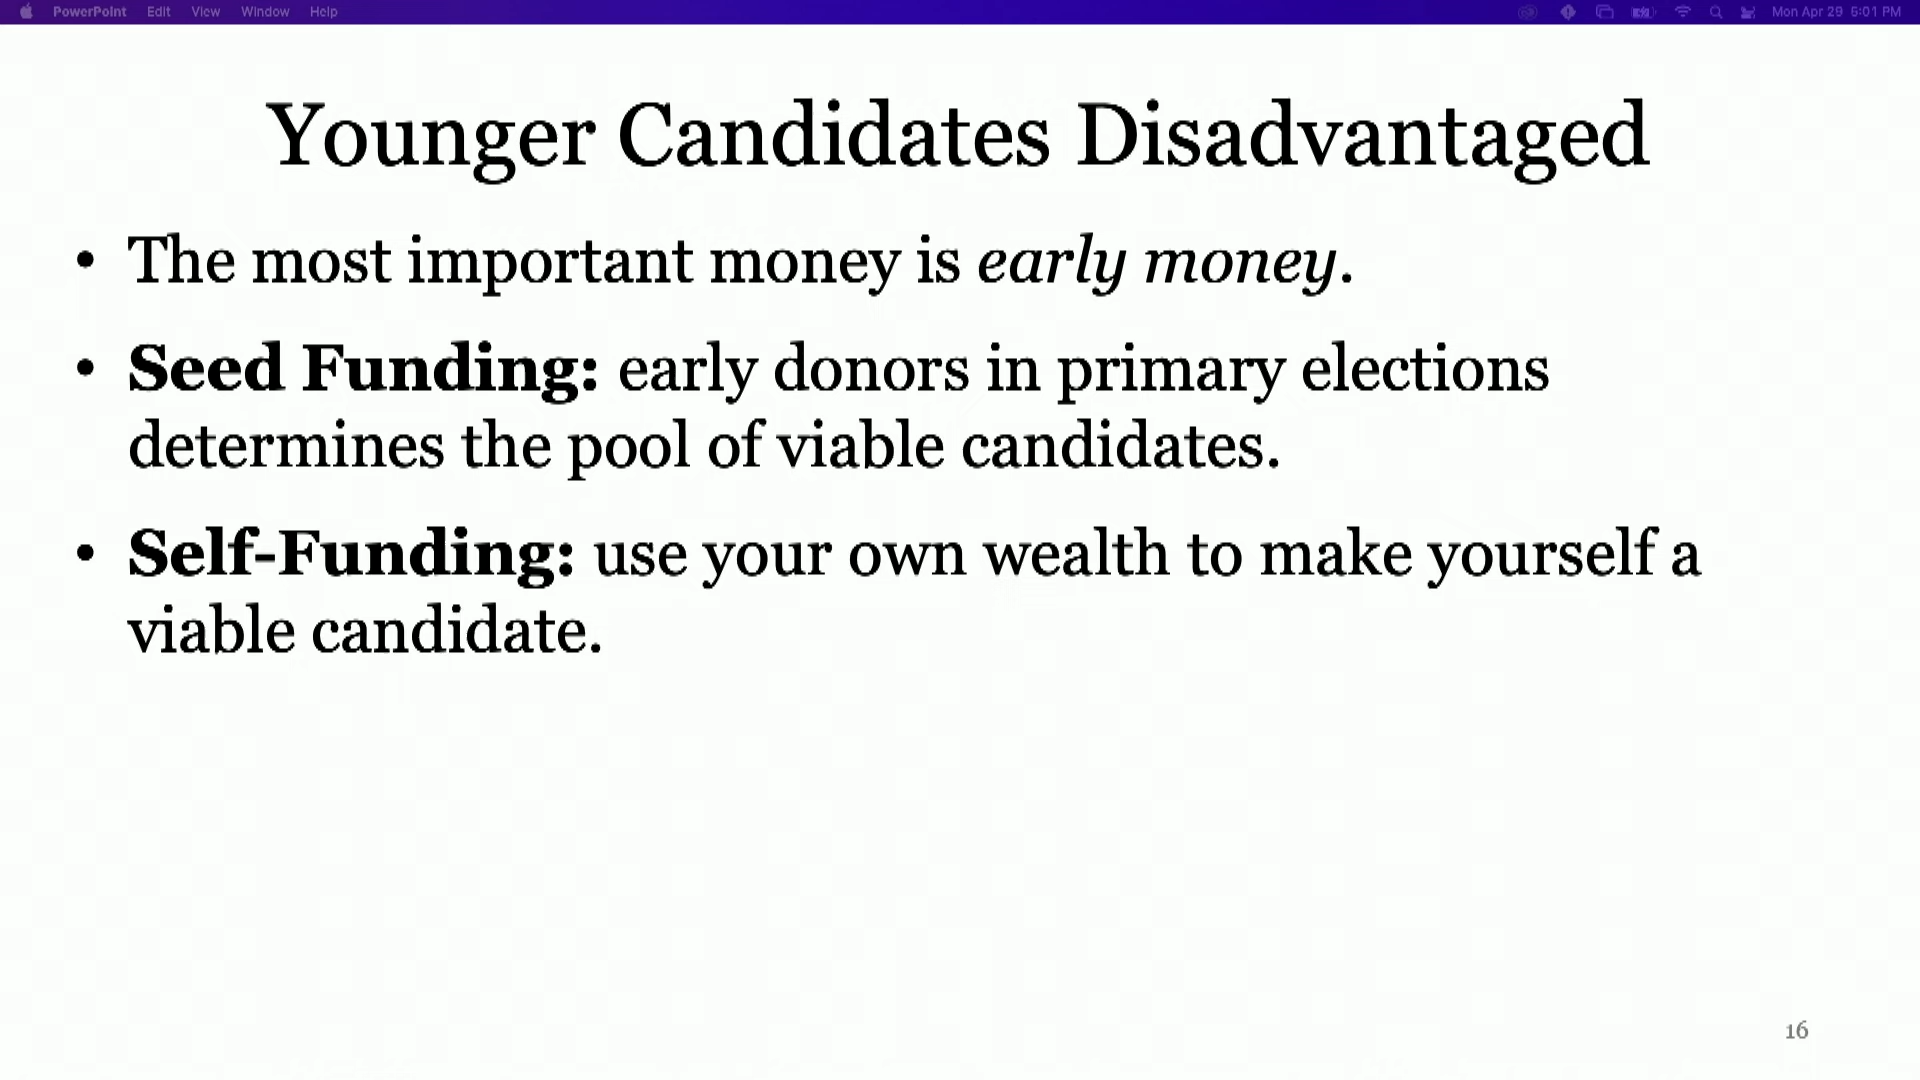 PowerPoint Edit View Window Help Mon Apr 29 5:01 PM
Younger Candidates Disadvantaged
• The most important money is early money.
• Seed Funding: early donors in primary elections
determines the pool of viable candidates.
• Self-Funding: use your own wealth to make yourself a
viable candidate.
16